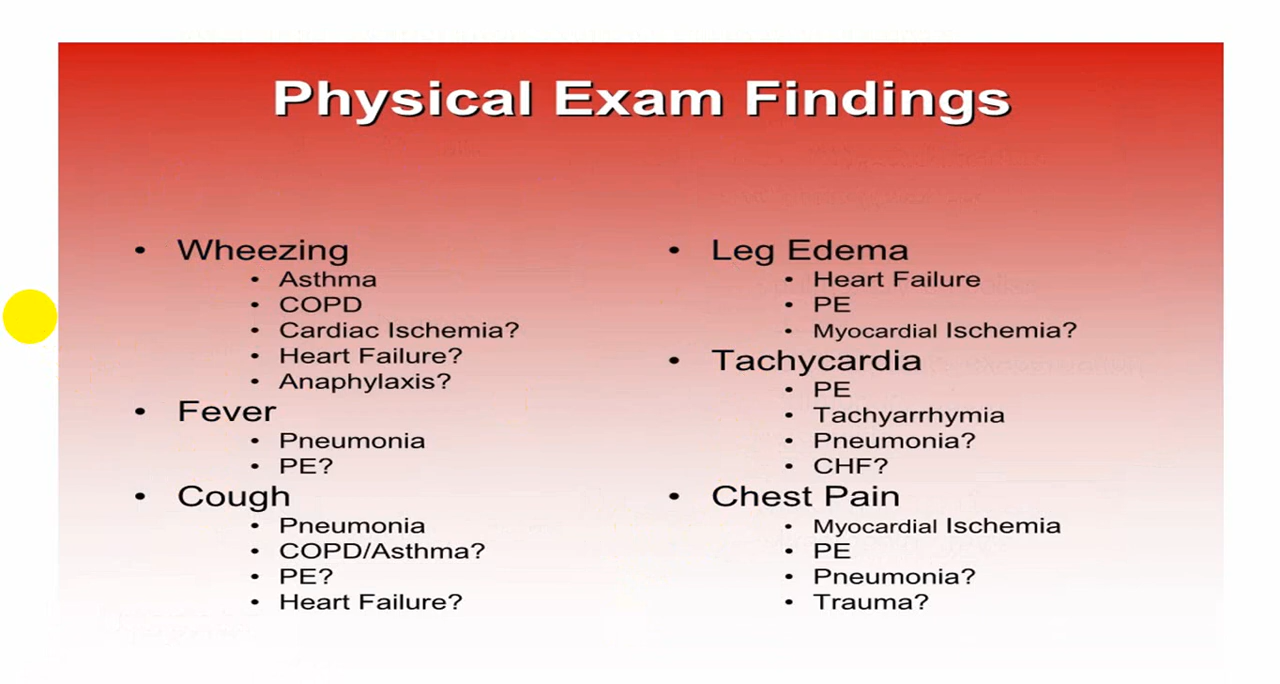 Physical Exam Findings
• Wheezing
• Asthma
• COPD
• Cardiac Ischemia?
• Heart Failure?
• Anaphylaxis?
• Fever
• Pneumonia
• PE?
• Cough
• Pneumonia
• COPD/Asthma?
• PE?
• Heart Failure?
• Leg Edema
• Heart Failure
• PE
• Myocardial Ischemia?
• Tachycardia
• PE
• Tachyarrhymia
• Pneumonia?
• CHF?
• Chest Pain
• Myocardial Ischemia
• PE
• Pneumonia?
• Trauma?